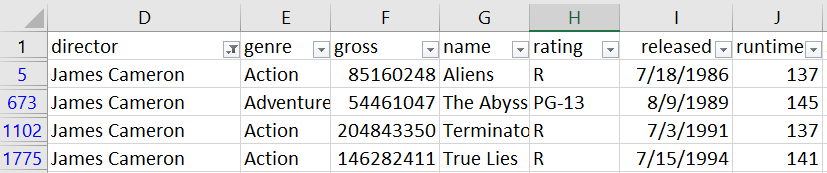 D E F G H I J
1 director genre gross name rating released runtime
5 James Cameron Action 85160248 Aliens R 7/18/1986 137
673 James Cameron Adventure 54461047 The Abyss PG-13 8/9/1989 145
1102 James Cameron Action 204843350 Terminato R 7/3/1991 137
1775 James Cameron Action 146282411 True Lies R 7/15/1994 141